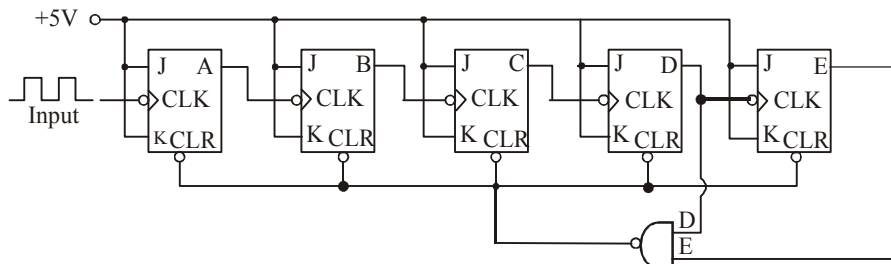 +5V
J A J B J C J D J E
CLK CLK CLK CLK CLK
Input
K CLR K CLR K CLR K CLR K CLR
D
E